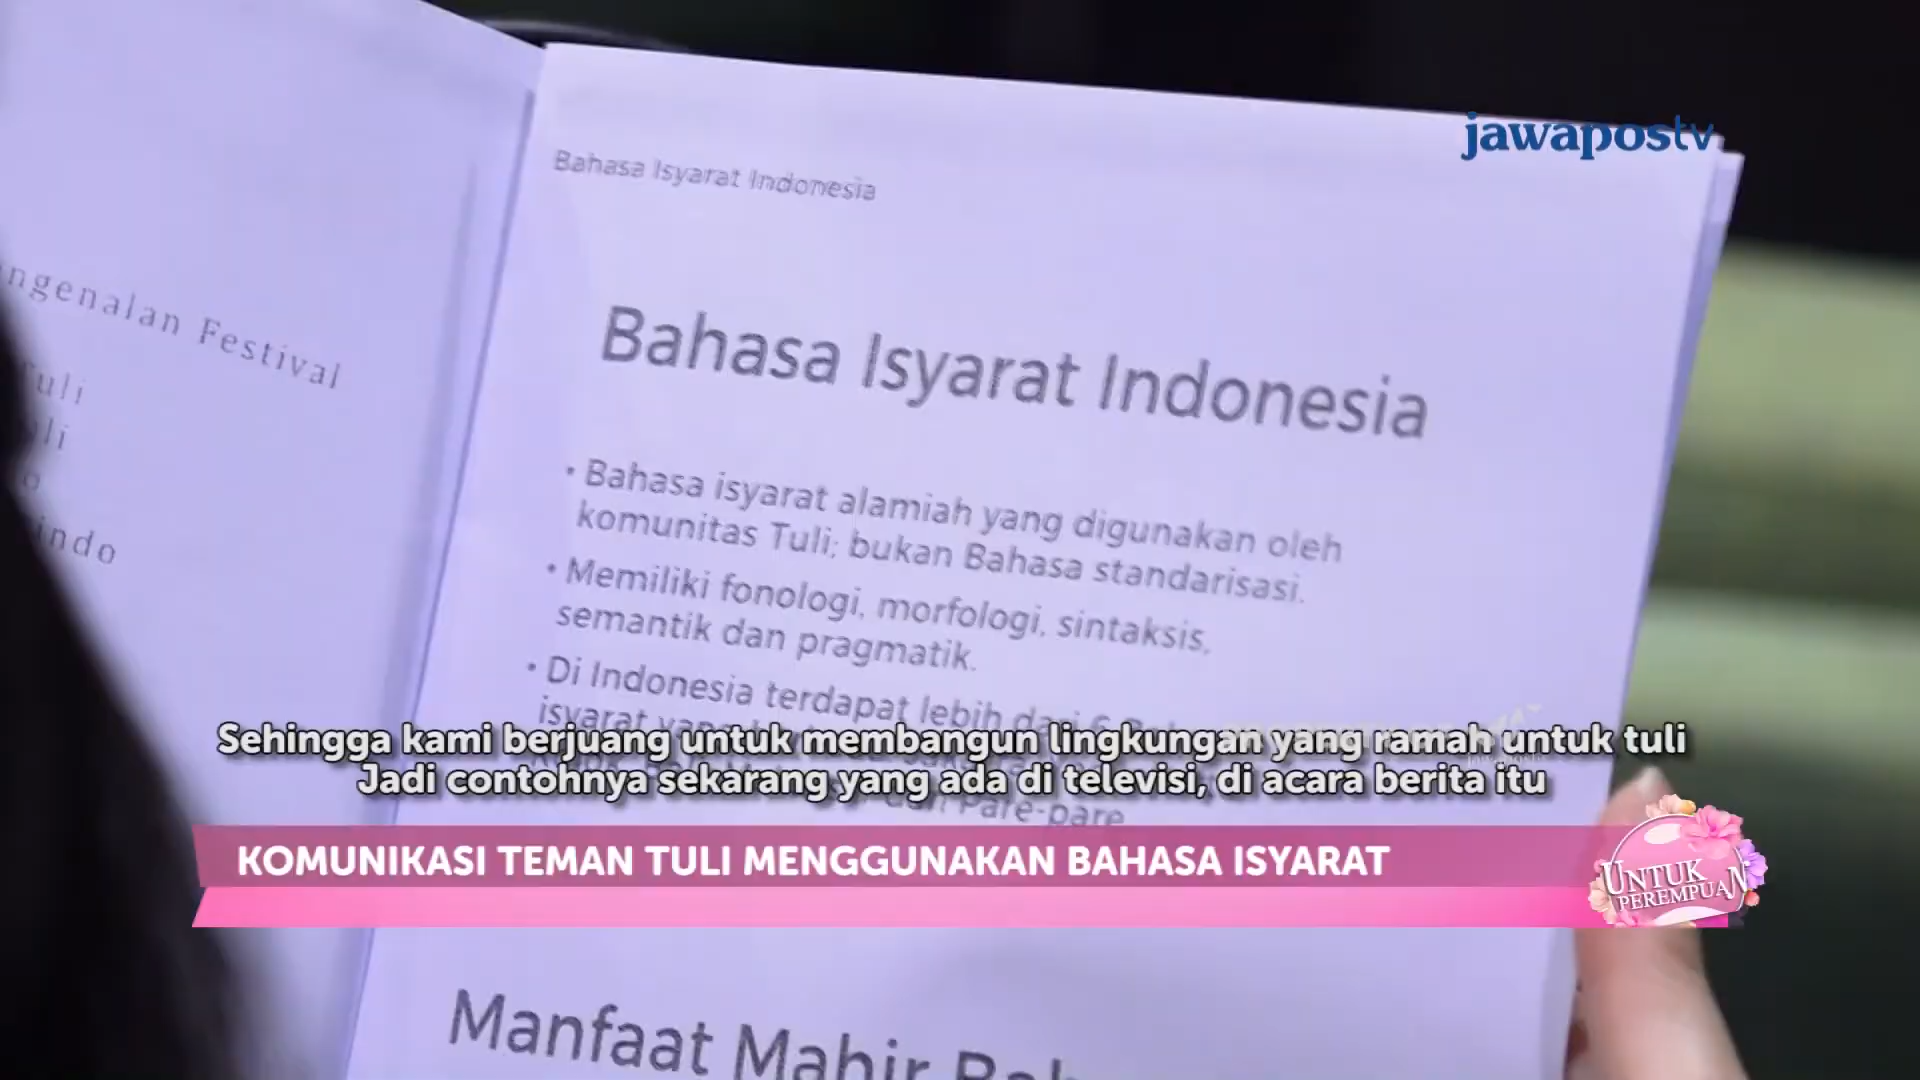 jawapostv
Bahasa Isyarat Indonesia
Festival
Bahasa Isyarat Indonesia
• Bahasa isyarat alamiah yang digunakan oleh
komunitas Tuli; bukan Bahasa standarisasi.
• Memiliki fonologi, morfologi, sintaksis,
semantik dan pragmatik.
• Di Indonesia terdapat lebih dari 6
isyarat yang
Pare-pare
Sehingga kami berjuang untuk membangun lingkungan yang ramah untuk tuli
Jadi contohnya sekarang yang ada di televisi, di acara berita itu
KOMUNIKASI TEMAN TULI MENGGUNAKAN BAHASA ISYARAT
UNTUK
PEREMPUAN
Manfaat Mahir